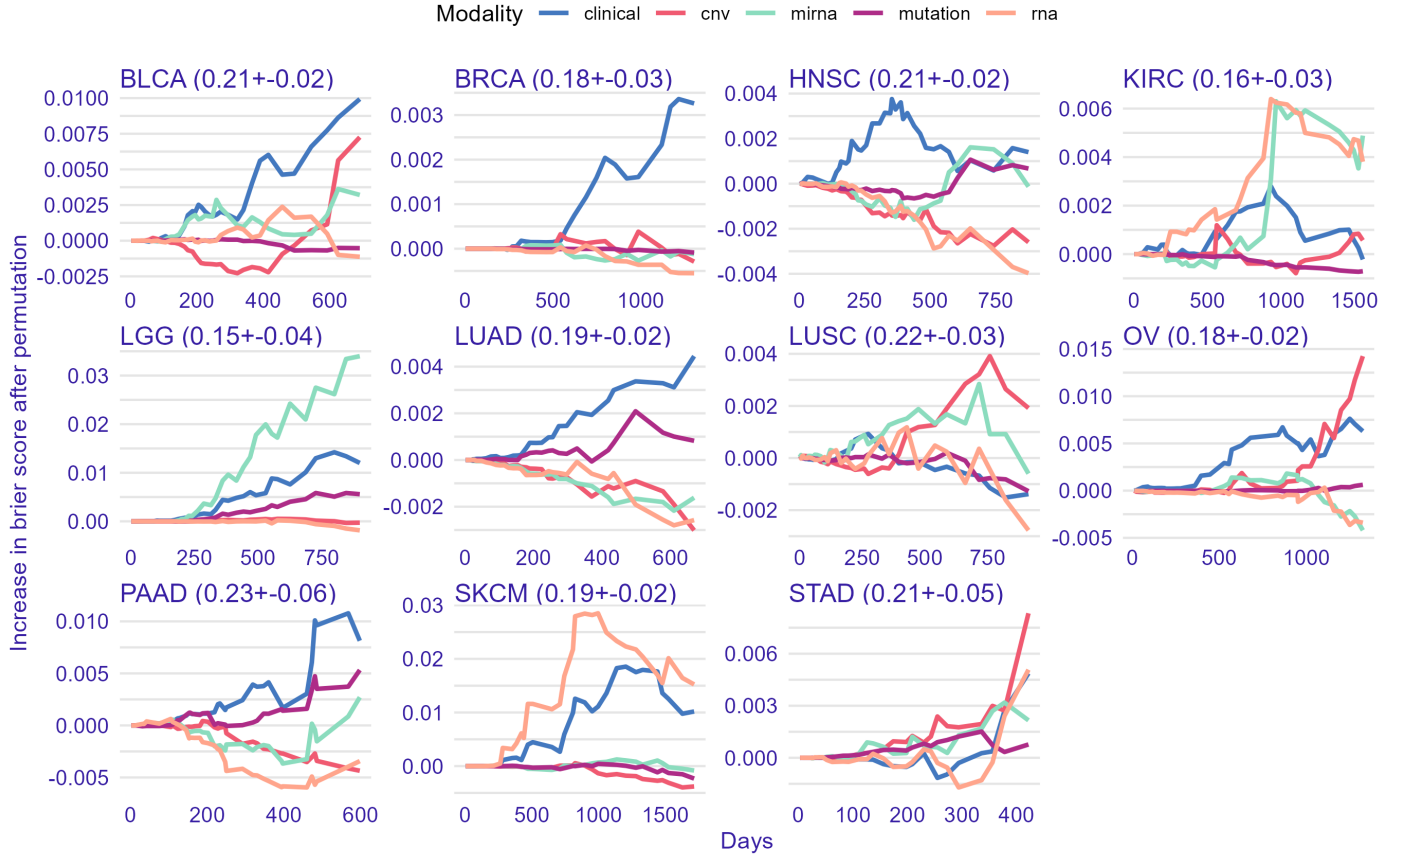 Modality clinical cnv mirna mutation rna
BLCA (0.21+-0.02) BRCA (0.18+-0.03) HNSC (0.21+-0.02) KIRC (0.16+-0.03)
0.0100
0.0075
0.0050
0.0025
0.0000
-0.0025
0 200 400 600
0.003
0.002
0.001
0.000
0 500 1000
0.004
0.002
0.000
-0.002
-0.004
0 250 500 750
0.006
0.004
0.002
0.000
0 500 1000 1500
LGG (0.15+-0.04) LUAD (0.19+-0.02) LUSC (0.22+-0.03) OV (0.18+-0.02)
0.03
0.02
0.01
0.00
0 250 500 750
0.004
0.002
0.000
-0.002
0 200 400 600
0.004
0.002
0.000
-0.002
0 250 500 750
0.015
0.010
0.005
0.000
-0.005
0 500 1000
PAAD (0.23+-0.06) SKCM (0.19+-0.02) STAD (0.21+-0.05)
0.010
0.005
0.000
-0.005
0 200 400 600
0.03
0.02
0.01
0.00
0 500 1000 1500
0.006
0.003
0.000
0 100 200 300 400
Increase in brier score after permutation
Days